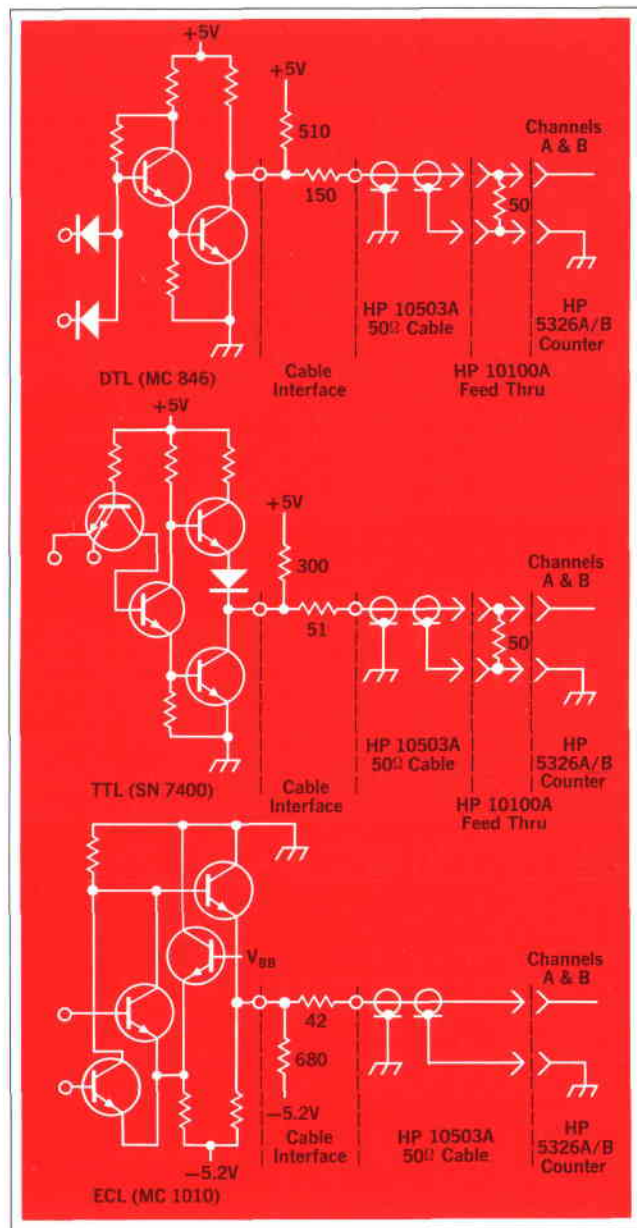 +5V
+5V
510
Channels
A & B
150
50
HP 10503A
50Ω Cable
HP
5326A/B
Counter
Cable
Interface
HP 10100A
Feed Thru
DTL (MC 846)
+5V
+5V
300
Channels
A & B
51
50
HP 10503A
50Ω Cable
HP
5326A/B
Counter
Cable
Interface
HP 10100A
Feed Thru
TTL (SN 7400)
VBB
Channels
A & B
42
680
−5.2V
−5.2V
Cable
Interface
HP 10503A
50Ω Cable
HP
5326A/B
Counter
ECL (MC 1010)